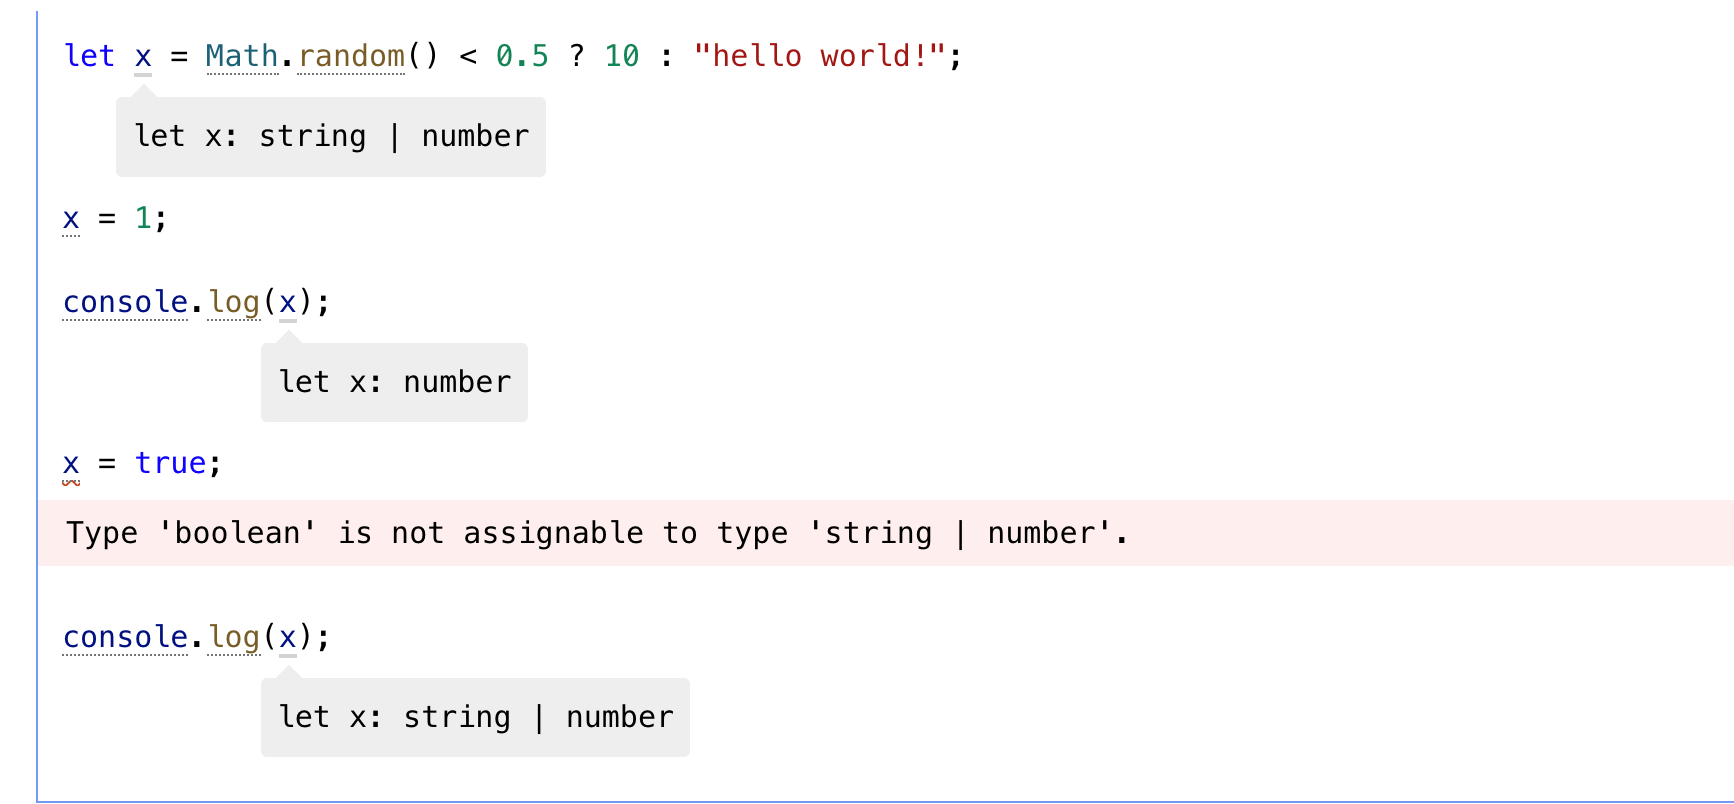 let x = Math.random() < 0.5 ? 10 : "hello world!";
let x: string | number
x = 1;
console.log(x);
let x: number
x = true;
Type 'boolean' is not assignable to type 'string | number'.
console.log(x);
let x: string | number